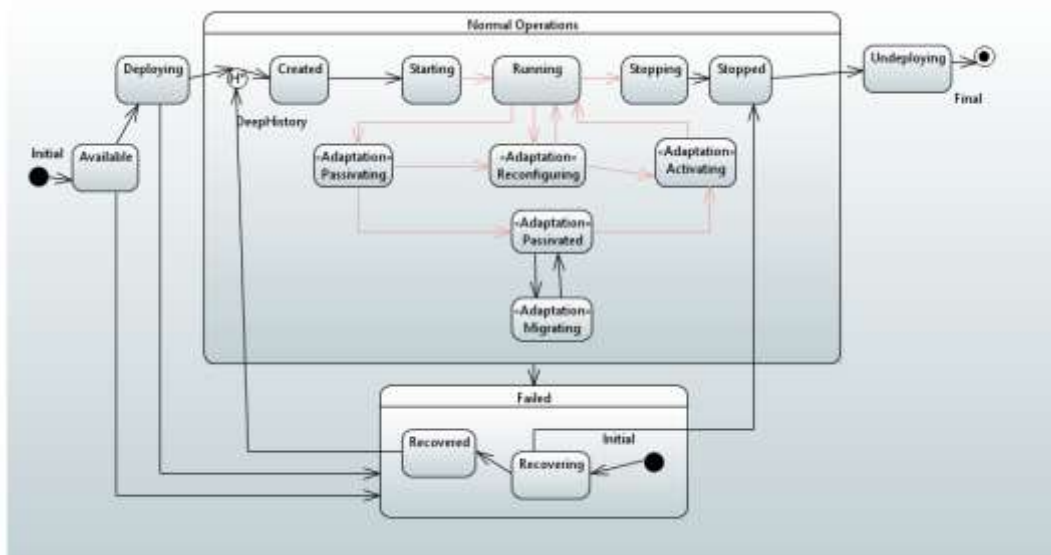 Normal Operations
Deploying
H*
Created
Starting
Running
Stopping
Stopped
Undeploying
Final
DeepHistory
Initial
Available
«Adaptation»
Passivating
«Adaptation»
Reconfiguring
«Adaptation»
Activating
«Adaptation»
Passivated
«Adaptation»
Migrating
Failed
Recovered
Recovering
Initial